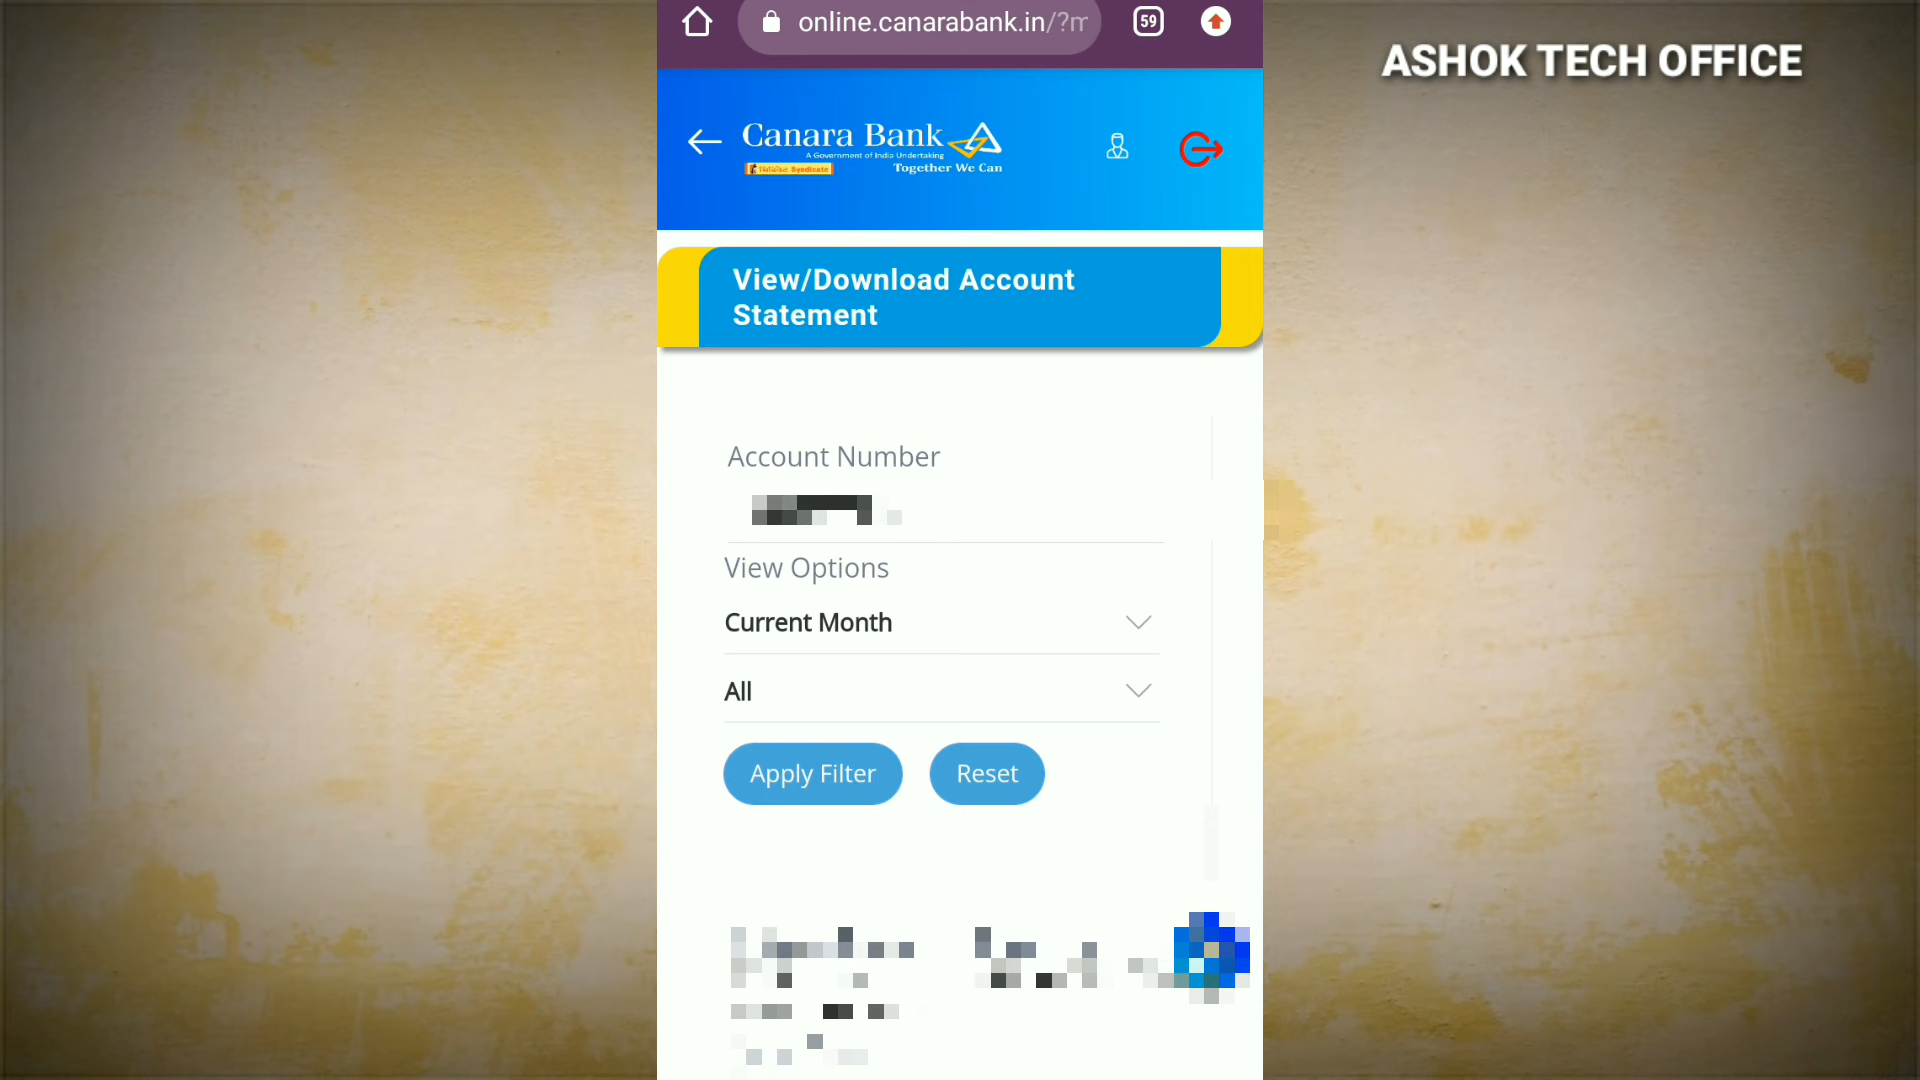 online.canarabank.in/?m
59
ASHOK TECH OFFICE
Canara Bank
A Government of India Undertaking
Syndicate
Together We Can
View/Download Account
Statement
Account Number
View Options
Current Month
All
Apply Filter
Reset